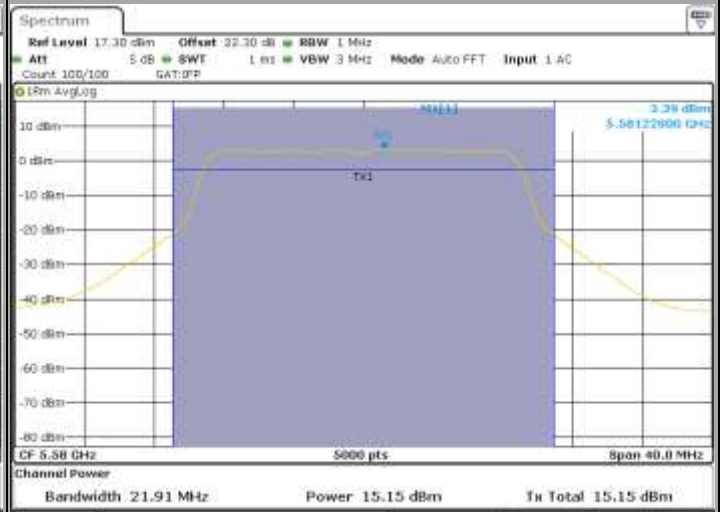 Spectrum
Ref Level 17.30 dBm Offset 22.30 dB RBW 1 MHz
Att 5 dB SWT 1 ms VBW 3 MHz Mode Auto FFT Input 1 AC
Count 100/100 GAT:IFP
1Rm AvgLog
M1[1] 3.39 dBm
5.58122800 GHz
10 dBm
M1
0 dBm
TX1
-10 dBm
-20 dBm
-30 dBm
-40 dBm
-50 dBm
-60 dBm
-70 dBm
-80 dBm
CF 5.58 GHz 5000 pts Span 40.0 MHz
Channel Power
Bandwidth 21.91 MHz Power 15.15 dBm Tx Total 15.15 dBm